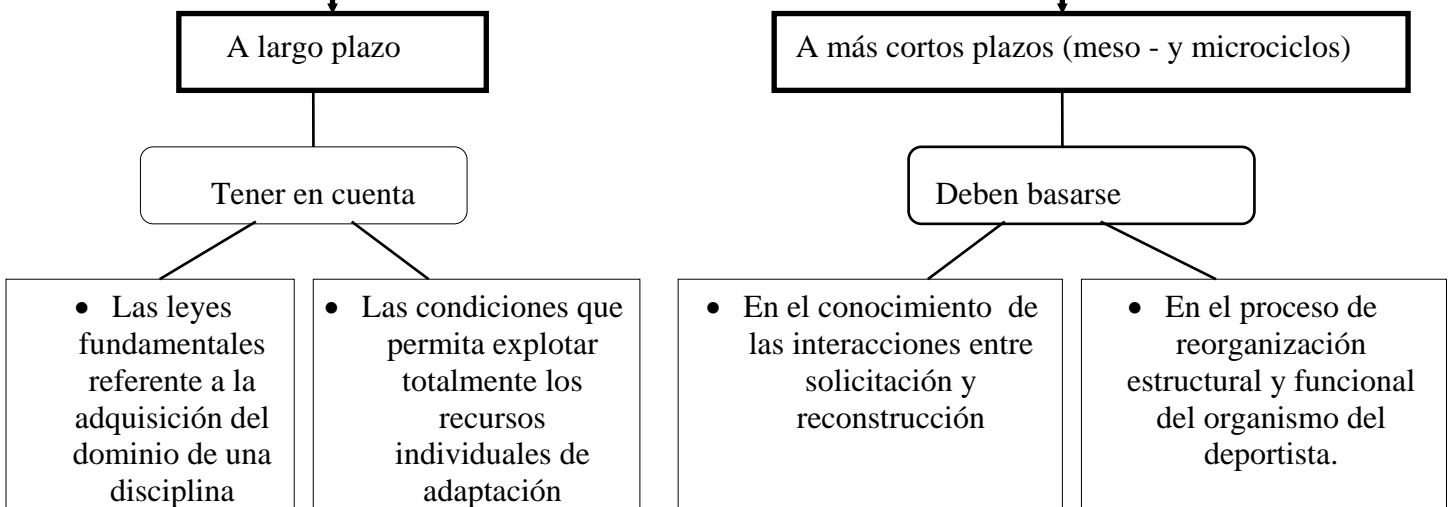 A largo plazo
A más cortos plazos (meso - y microciclos)
Tener en cuenta
Deben basarse
• Las leyes
fundamentales
referente a la
adquisición del
dominio de una
disciplina
• Las condiciones que
permita explotar
totalmente los
recursos
individuales de
adaptación
• En el conocimiento  de
las interacciones entre
solicitación y
reconstrucción
• En el proceso de
reorganización
estructural y funcional
del organismo del
deportista.